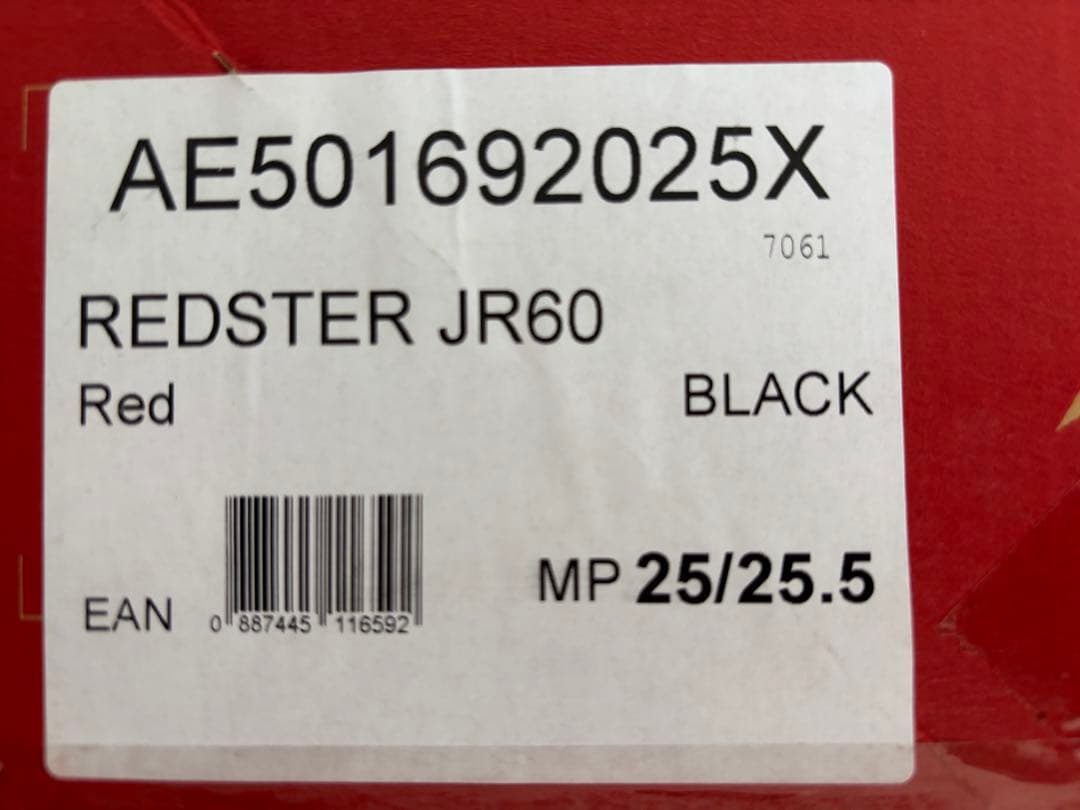 AE501692025X
7061
REDSTER JR60
Red BLACK
MP 25/25.5
EAN 0 887445 116592